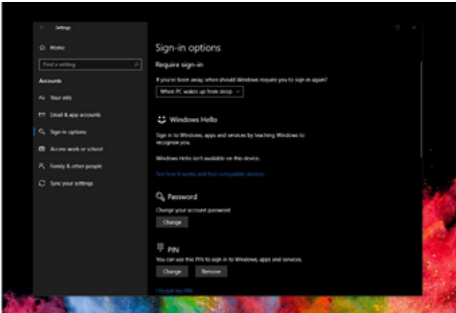 Settings
Home
Find a setting
Accounts
Your info
Email & app accounts
Sign-in options
Access work or school
Family & other people
Sync your settings
Sign-in options
Require sign-in
If you've been away, when should Windows require you to sign in again?
When PC wakes up from sleep
Windows Hello
Sign in to Windows, apps and services by teaching Windows to
recognise you.
Windows Hello isn't available on this device.
See how it works and find compatible devices.
Password
Change your account password
Change
PIN
You can use this PIN to sign in to Windows, apps and services.
Change Remove
I forgot my PIN